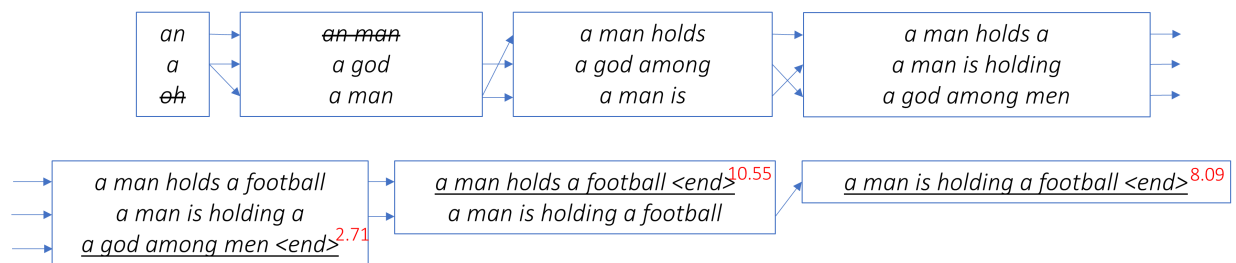 an
a
oh
an man
a god
a man
a man holds
a god among
a man is
a man holds a
a man is holding
a god among men
a man holds a football
a man is holding a
a god among men <end> 2.71
a man holds a football <end> 10.55
a man is holding a football
a man is holding a football <end> 8.09